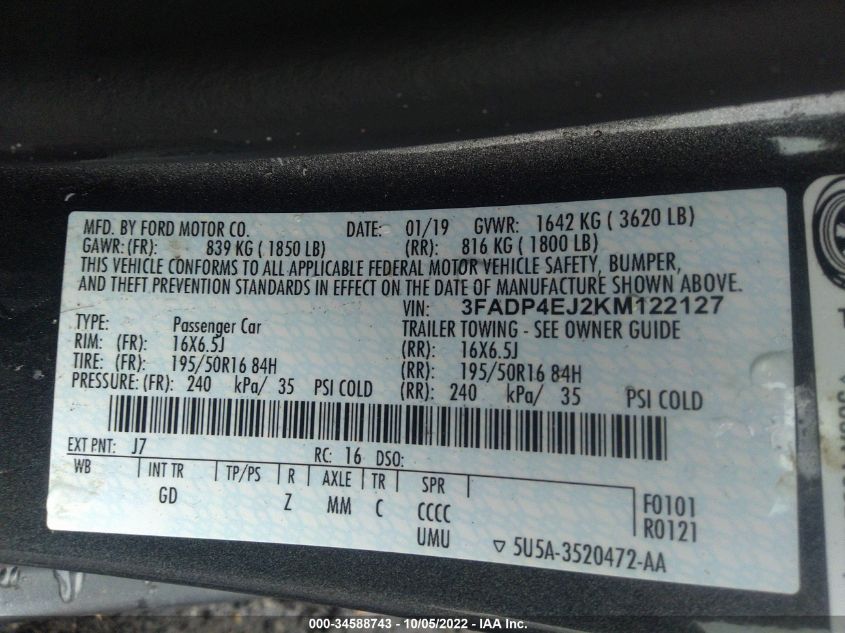 MFD. BY FORD MOTOR CO. DATE: 01/19 GVWR: 1642 KG ( 3620 LB)
GAWR: (FR): 839 KG ( 1850 LB) (RR): 816 KG ( 1800 LB)
THIS VEHICLE CONFORMS TO ALL APPLICABLE FEDERAL MOTOR VEHICLE SAFETY, BUMPER,
AND THEFT PREVENTION STANDARDS IN EFFECT ON THE DATE OF MANUFACTURE SHOWN ABOVE.
VIN: 3FADP4EJ2KM122127
TYPE: Passenger Car TRAILER TOWING - SEE OWNER GUIDE
RIM: (FR): 16X6.5J (RR): 16X6.5J
TIRE: (FR): 195/50R16 84H (RR): 195/50R16 84H
PRESSURE: (FR): 240 kPa/ 35 PSI COLD (RR): 240 kPa/ 35 PSI COLD
EXT PNT: J7 RC: 16 DSO:
WB INT TR TP/PS R AXLE TR SPR
GD Z MM C CCCC F0101
UMU R0121
▽ 5U5A-3520472-AA
000-34588743 / 10/05/2022 - IAA Inc.